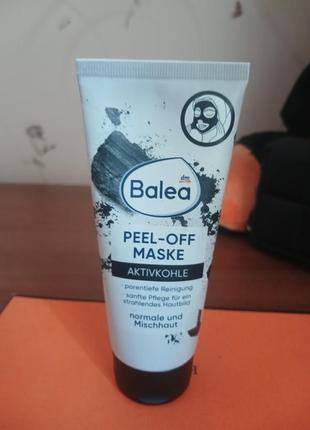 dm
Balea
PEEL-OFF
MASKE
AKTIVKOHLE
· porentiefe Reinigung
· sanfte Pflege für ein
strahlendes Hautbild
normale und
Mischhaut